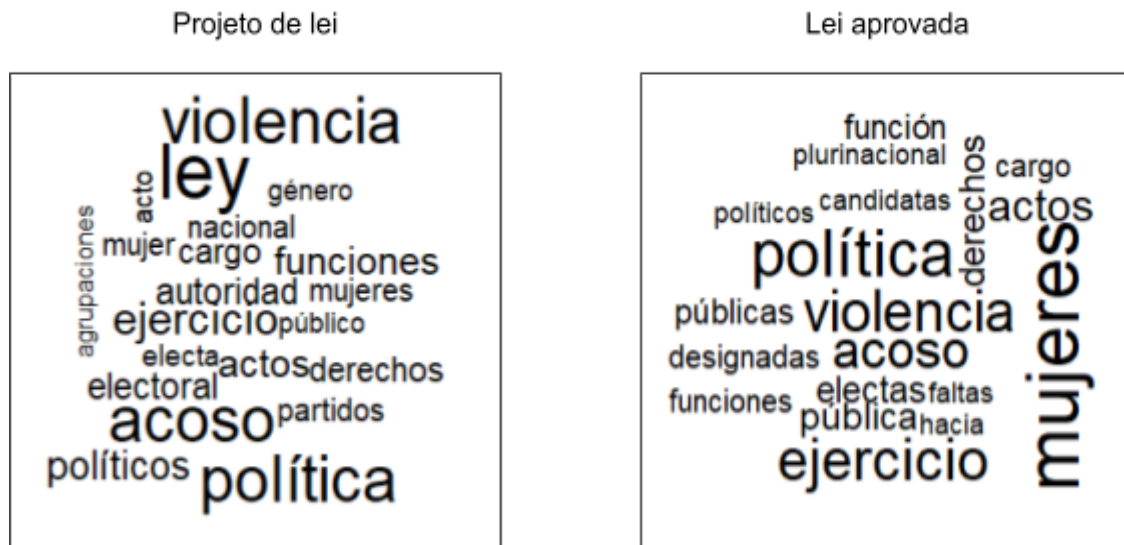 Projeto de lei
violencia
ley
acto
género
nacional
agrupaciones
mujer
cargo
funciones
autoridad
mujeres
ejercicio
público
electa
actos
derechos
electoral
acoso
partidos
políticos
política
Lei aprovada
función
plurinacional
derechos
cargo
políticos
candidatas
actos
política
mujeres
públicas
violencia
designadas
acoso
funciones
electas
faltas
pública
hacia
ejercicio